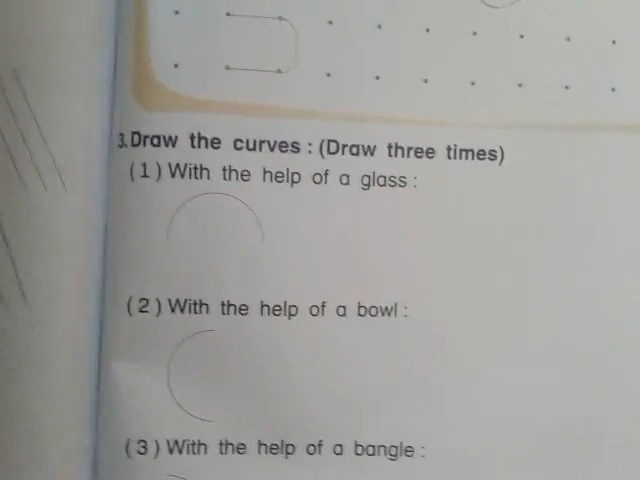 3. Draw the curves : (Draw three times)
(1) With the help of a glass :
(2) With the help of a bowl :
(3) With the help of a bangle :